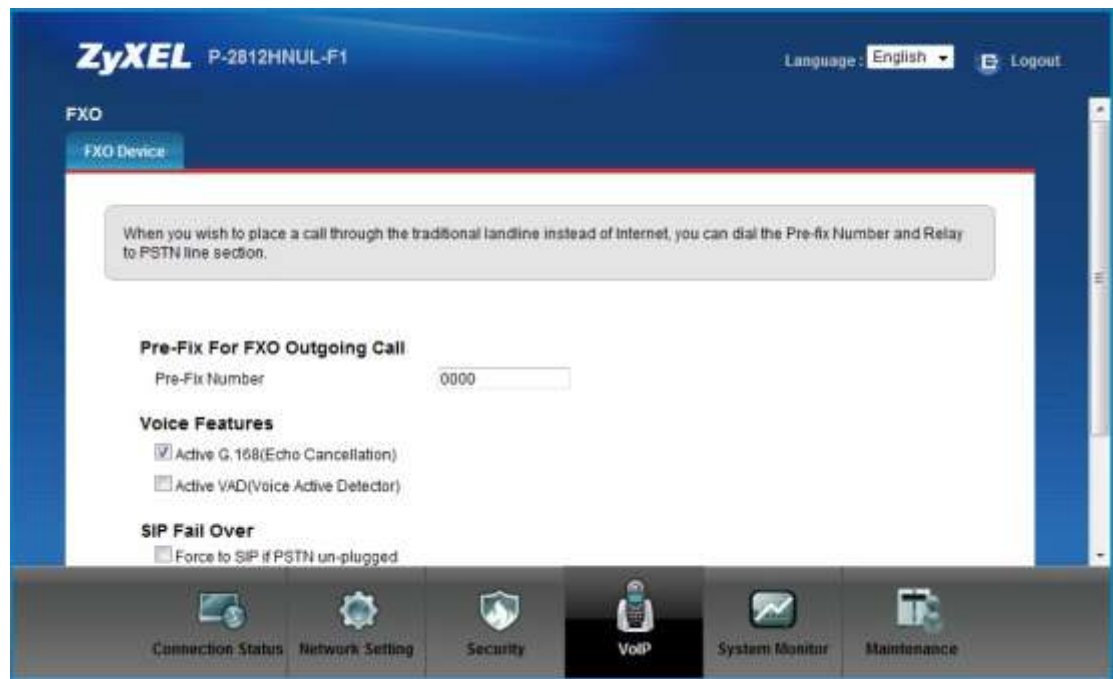 ZyXEL P-2812HNUL-F1 Language : English Logout
FXO
FXO Device
When you wish to place a call through the traditional landline instead of Internet, you can dial the Pre-fix Number and Relay
to PSTN line section.
Pre-Fix For FXO Outgoing Call
Pre-Fix Number 0000
Voice Features
Active G.168(Echo Cancellation)
Active VAD(Voice Active Detector)
SIP Fail Over
Force to SIP if PSTN un-plugged
Connection Status Network Setting Security VoIP System Monitor Maintenance